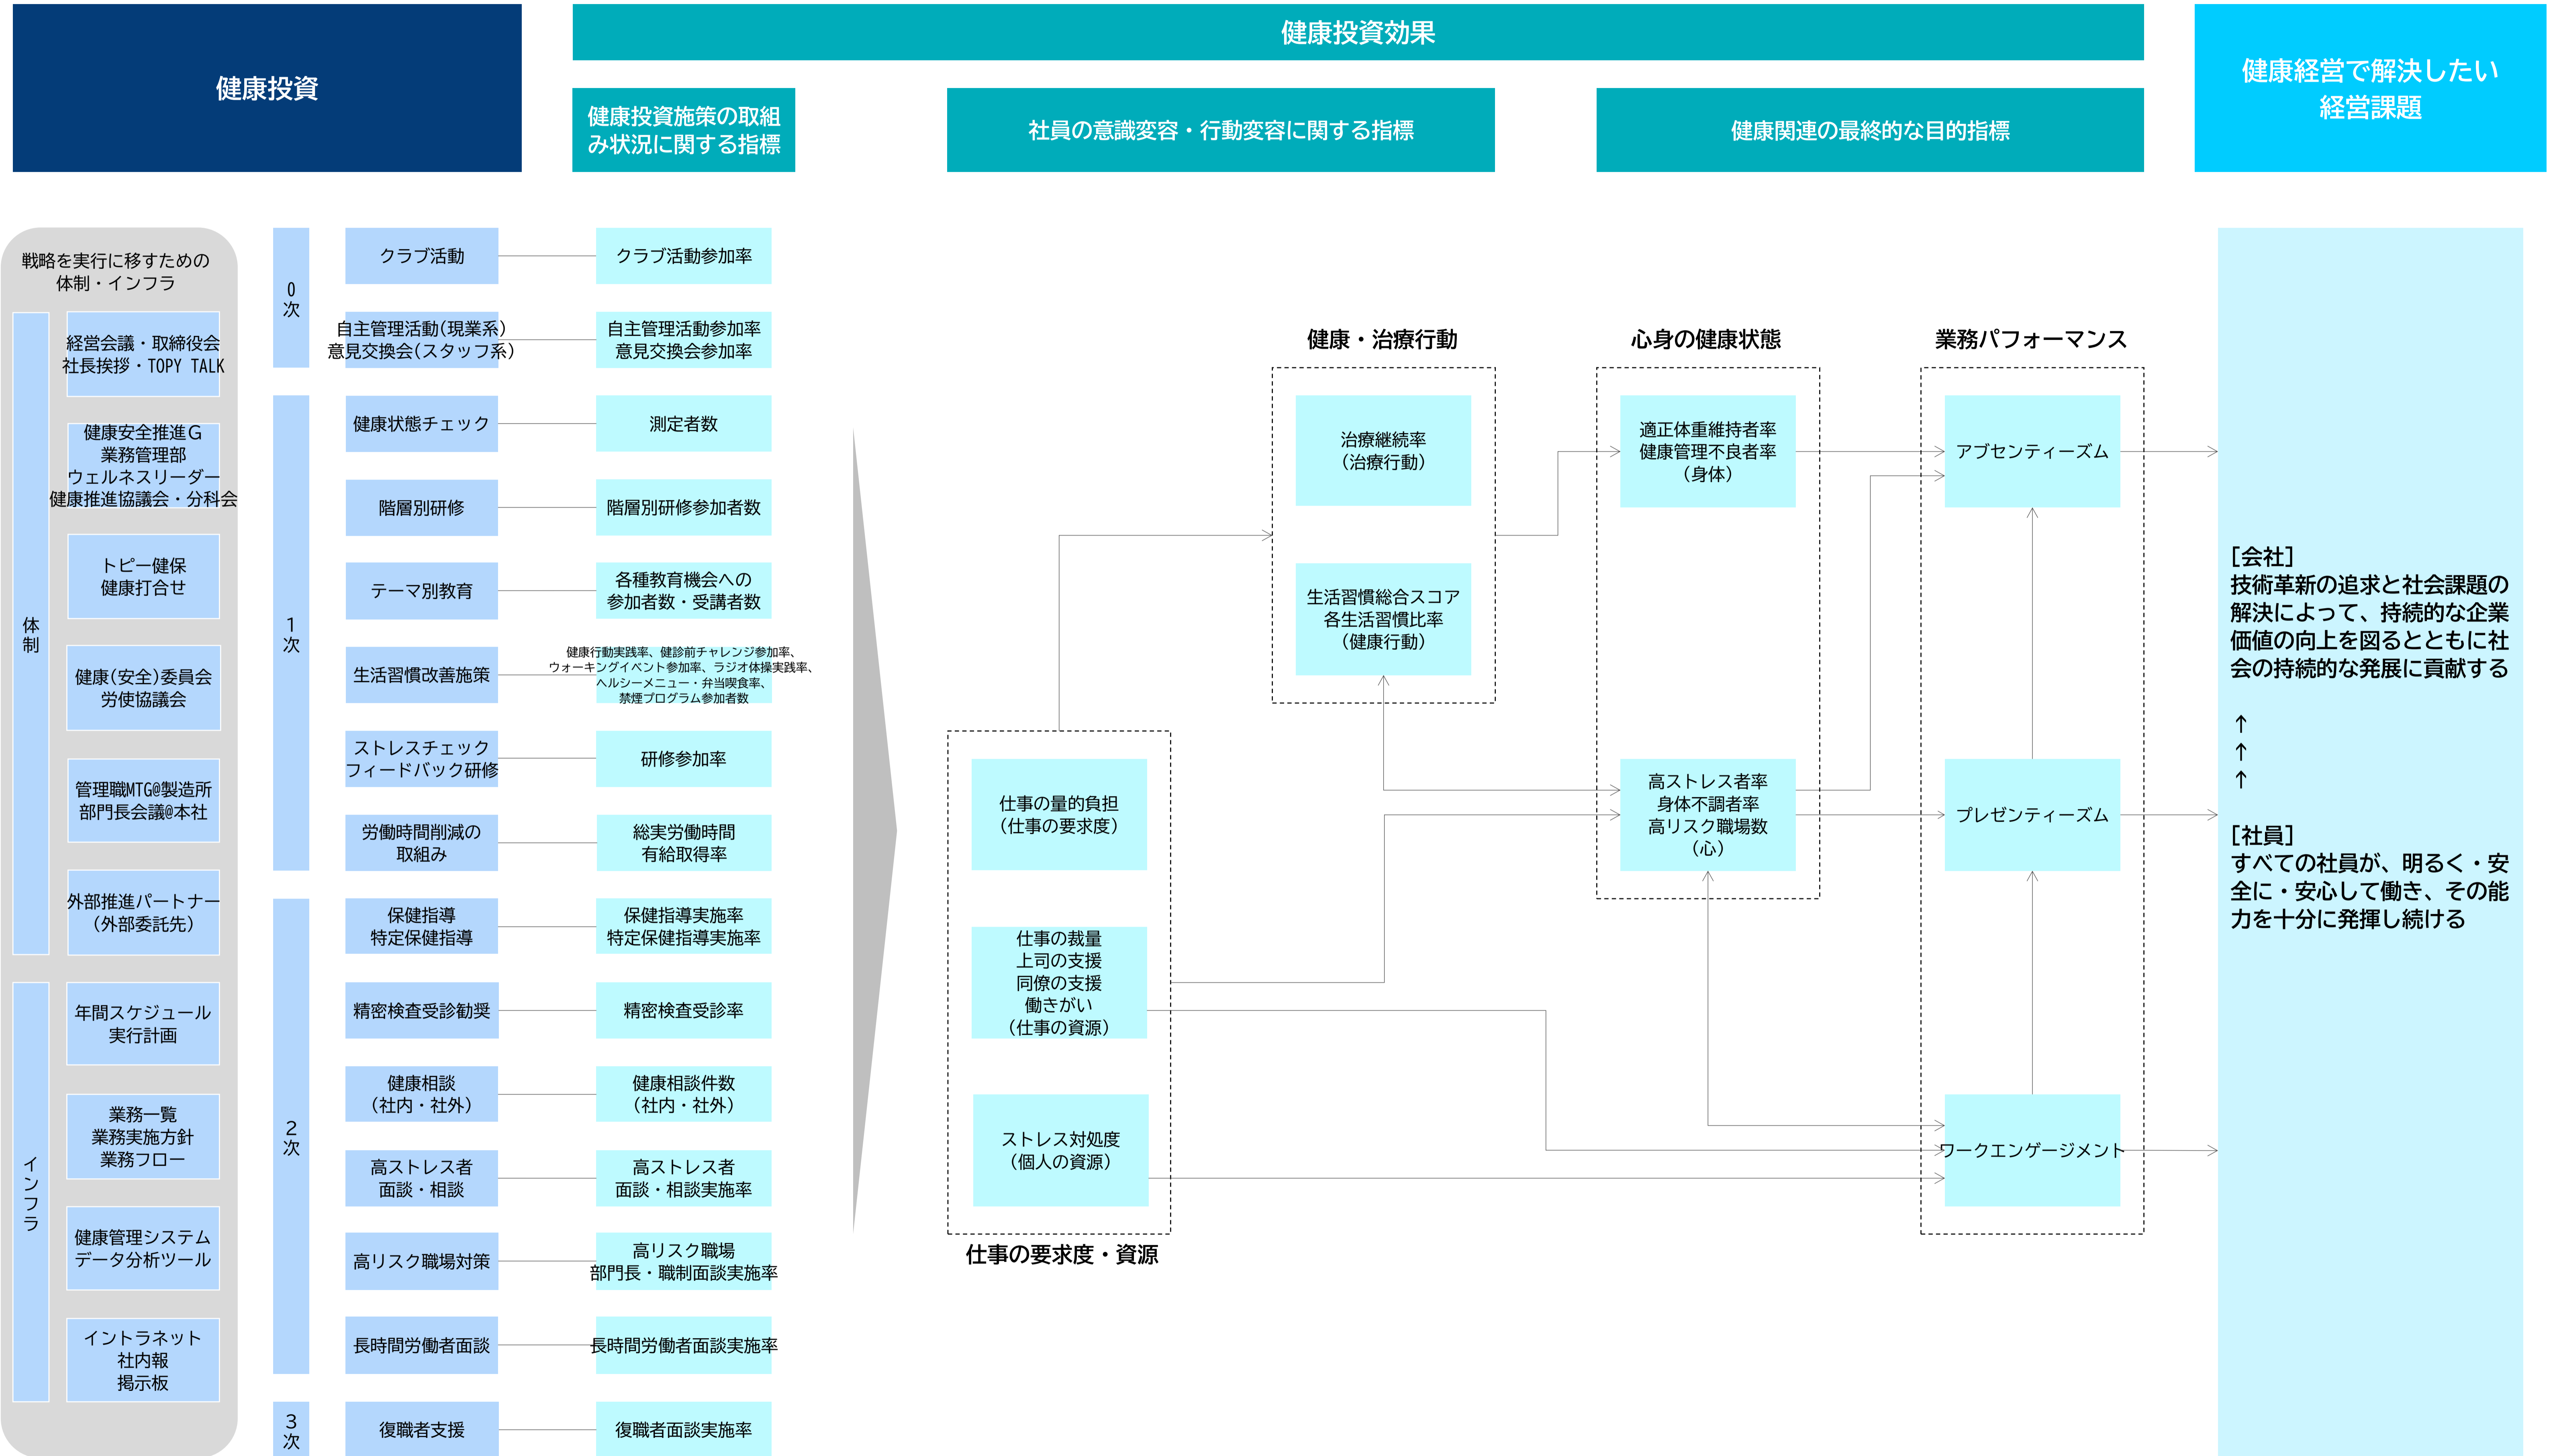 健康投資
健康投資効果
健康経営で解決したい
経営課題
健康投資施策の取組
み状況に関する指標
社員の意識変容・行動変容に関する指標
健康関連の最終的な目的指標
戦略を実行に移すための
体制・インフラ
体制
経営会議・取締役会
社長挨拶・TOPY TALK
健康安全推進Ｇ
業務管理部
ウェルネスリーダー
健康推進協議会・分科会
トピー健保
健康打合せ
健康(安全)委員会
労使協議会
管理職MTG@製造所
部門長会議@本社
外部推進パートナー
（外部委託先）
インフラ
年間スケジュール
実行計画
業務一覧
業務実施方針
業務フロー
健康管理システム
データ分析ツール
イントラネット
社内報
掲示板
0次
クラブ活動
クラブ活動参加率
自主管理活動(現業系)
意見交換会(スタッフ系)
自主管理活動参加率
意見交換会参加率
1次
健康状態チェック
測定者数
階層別研修
階層別研修参加者数
テーマ別教育
各種教育機会への
参加者数・受講者数
生活習慣改善施策
健康行動実践率、健診前チャレンジ参加率、
ウォーキングイベント参加率、ラジオ体操実践率、
ヘルシーメニュー・弁当喫食率、
禁煙プログラム参加者数
ストレスチェック
フィードバック研修
研修参加率
労働時間削減の
取組み
総実労働時間
有給取得率
2次
保健指導
特定保健指導
保健指導実施率
特定保健指導実施率
精密検査受診勧奨
精密検査受診率
健康相談
（社内・社外）
健康相談件数
（社内・社外）
高ストレス者
面談・相談
高ストレス者
面談・相談実施率
高リスク職場対策
高リスク職場
部門長・職制面談実施率
長時間労働者面談
長時間労働者面談実施率
3次
復職者支援
復職者面談実施率
仕事の量的負担
（仕事の要求度）
仕事の裁量
上司の支援
同僚の支援
働きがい
（仕事の資源）
ストレス対処度
（個人の資源）
仕事の要求度・資源
健康・治療行動
治療継続率
（治療行動）
生活習慣総合スコア
各生活習慣比率
（健康行動）
心身の健康状態
適正体重維持者率
健康管理不良者率
（身体）
高ストレス者率
身体不調者率
高リスク職場数
（心）
業務パフォーマンス
アブセンティーズム
プレゼンティーズム
ワークエンゲージメント
[会社]
技術革新の追求と社会課題の
解決によって、持続的な企業
価値の向上を図るとともに社
会の持続的な発展に貢献する
↑
↑
↑
[社員]
すべての社員が、明るく・安
全に・安心して働き、その能
力を十分に発揮し続ける